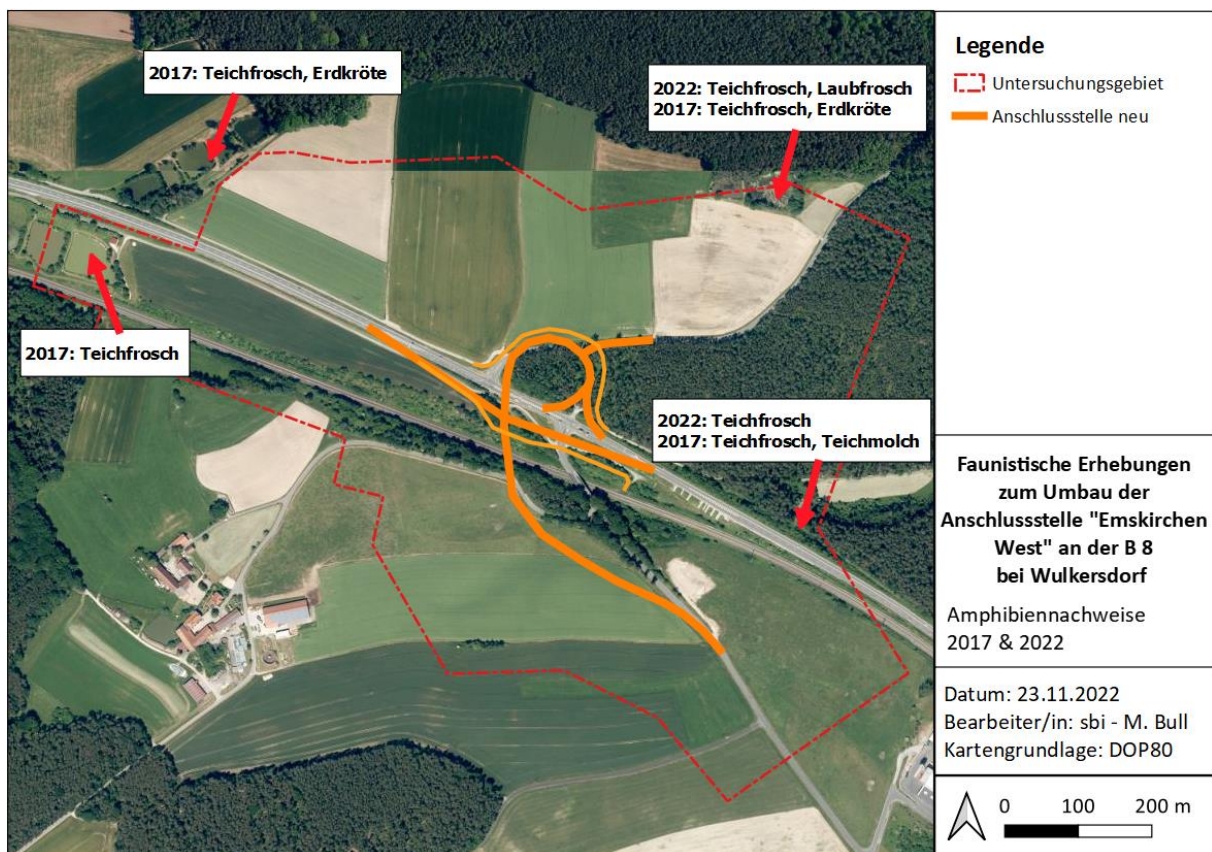 2017: Teichfrosch, Erdkröte
2022: Teichfrosch, Laubfrosch
2017: Teichfrosch, Erdkröte
2017: Teichfrosch
2022: Teichfrosch
2017: Teichfrosch, Teichmolch
Legende
Untersuchungsgebiet
Anschlussstelle neu
Faunistische Erhebungen
zum Umbau der
Anschlussstelle "Emskirchen
West" an der B 8
bei Wulkersdorf
Amphibiennachweise
2017 & 2022
Datum: 23.11.2022
Bearbeiter/in: sbi - M. Bull
Kartengrundlage: DOP80
0 100 200 m